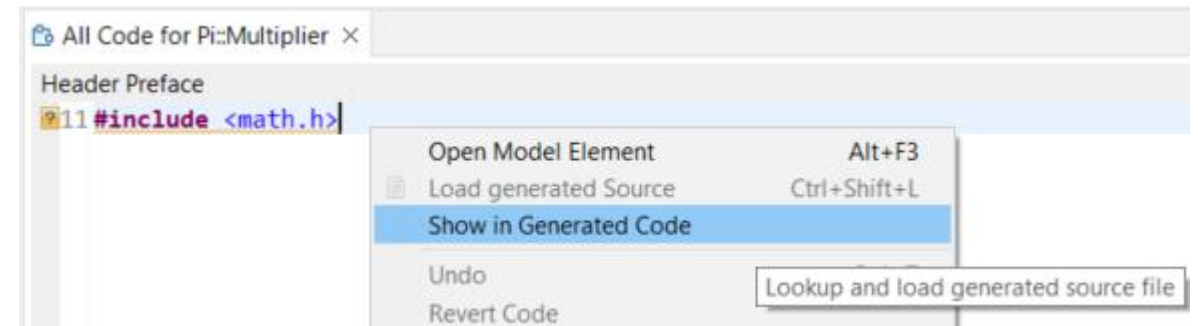 All Code for Pi::Multiplier ×
Header Preface
11 #include <math.h>
Open Model Element Alt+F3
Load generated Source Ctrl+Shift+L
Show in Generated Code
Undo
Lookup and load generated source file
Revert Code